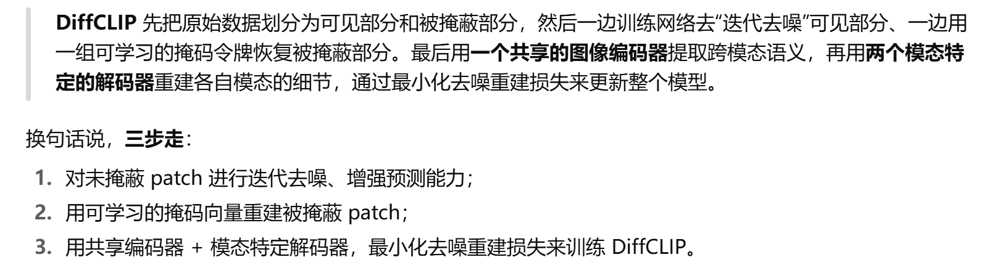 DiffCLIP 先把原始数据划分为可见部分和被掩蔽部分，然后一边训练网络去“迭代去噪”可见部分、一边用
一组可学习的掩码令牌恢复被掩蔽部分。最后用一个共享的图像编码器提取跨模态语义，再用两个模态特
定的解码器重建各自模态的细节，通过最小化去噪重建损失来更新整个模型。
换句话说，三步走：
1. 对未掩蔽 patch 进行迭代去噪、增强预测能力；
2. 用可学习的掩码向量重建被掩蔽 patch；
3. 用共享编码器 + 模态特定解码器，最小化去噪重建损失来训练 DiffCLIP。